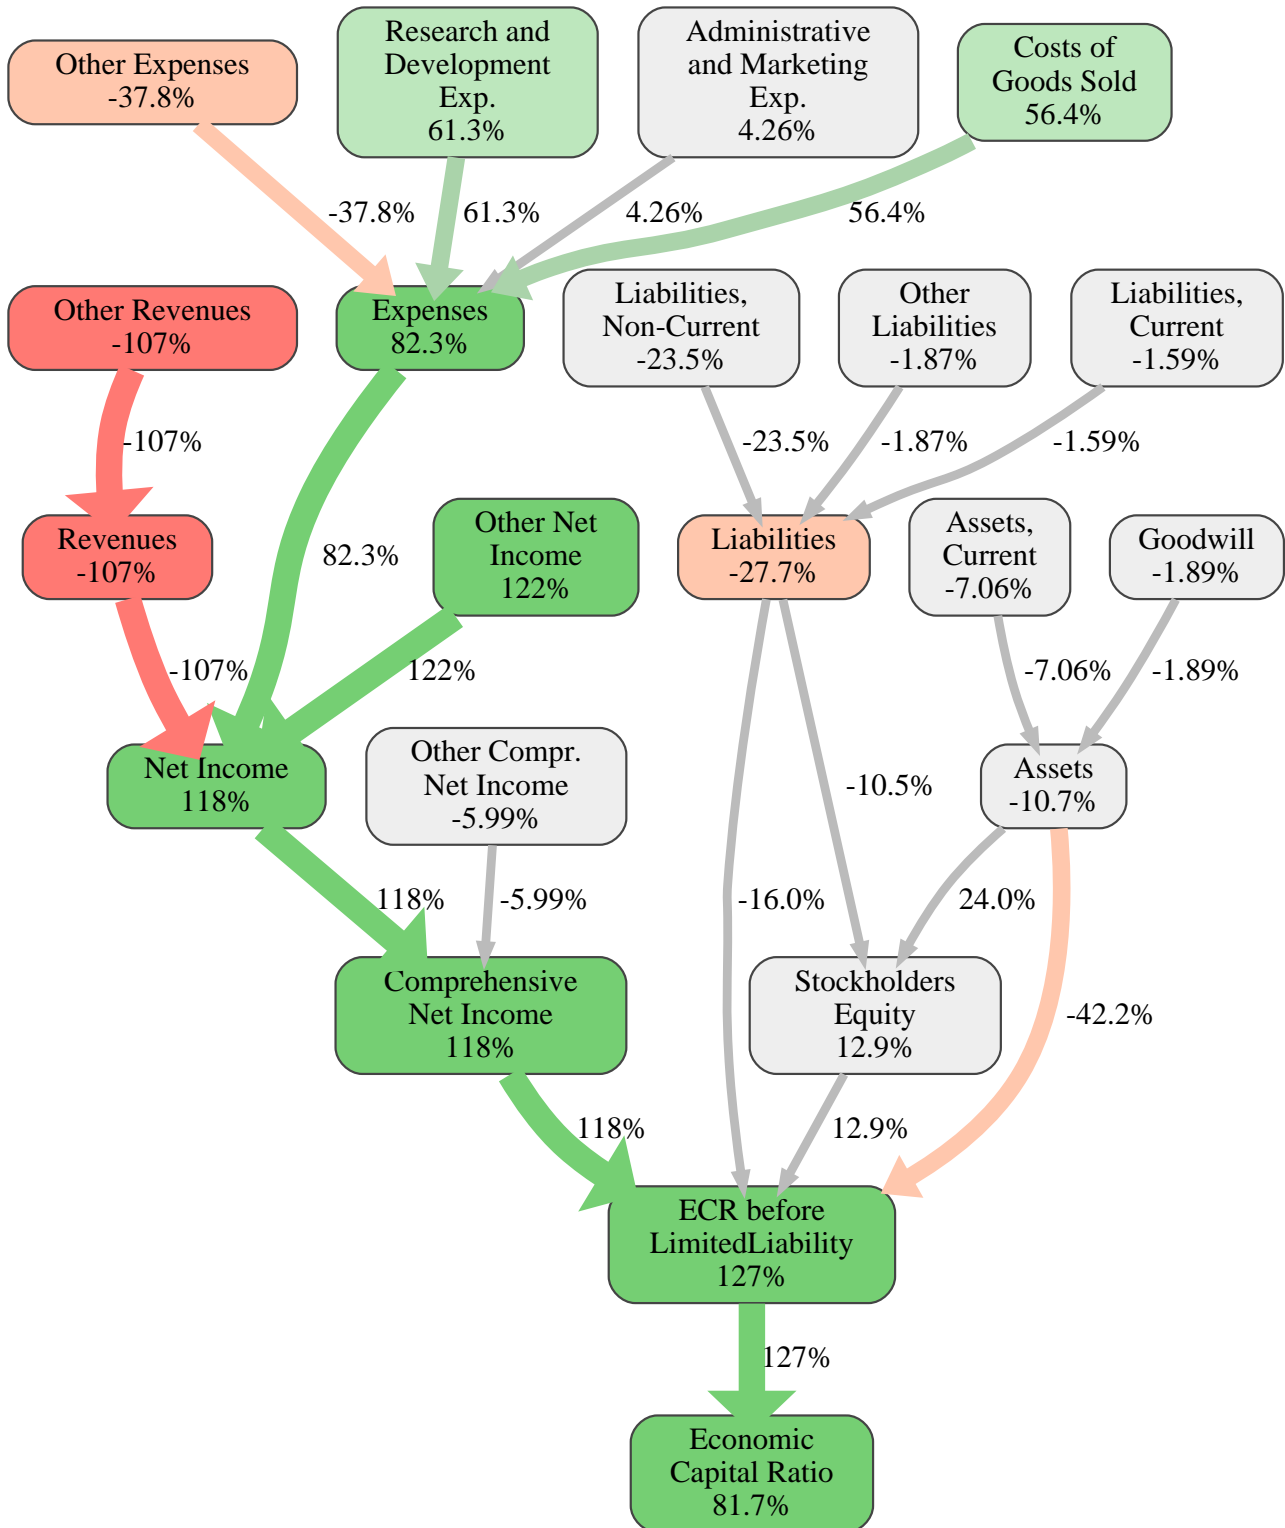 Other Expenses
-37.8%
Research and
Development
Exp.
61.3%
Administrative
and Marketing
Exp.
4.26%
Costs of
Goods Sold
56.4%
-37.8%
61.3%
4.26%
56.4%
Other Revenues
-107%
Expenses
82.3%
Liabilities,
Non-Current
-23.5%
Other
Liabilities
-1.87%
Liabilities,
Current
-1.59%
-107%
-23.5%
-1.87%
-1.59%
Revenues
-107%
82.3%
Other Net
Income
122%
Liabilities
-27.7%
Assets,
Current
-7.06%
Goodwill
-1.89%
-107%
122%
-7.06%
-1.89%
Net Income
118%
Other Compr.
Net Income
-5.99%
-10.5%
Assets
-10.7%
118%
-5.99%
-16.0%
24.0%
Comprehensive
Net Income
118%
Stockholders
Equity
12.9%
-42.2%
118%
12.9%
ECR before
LimitedLiability
127%
127%
Economic
Capital Ratio
81.7%